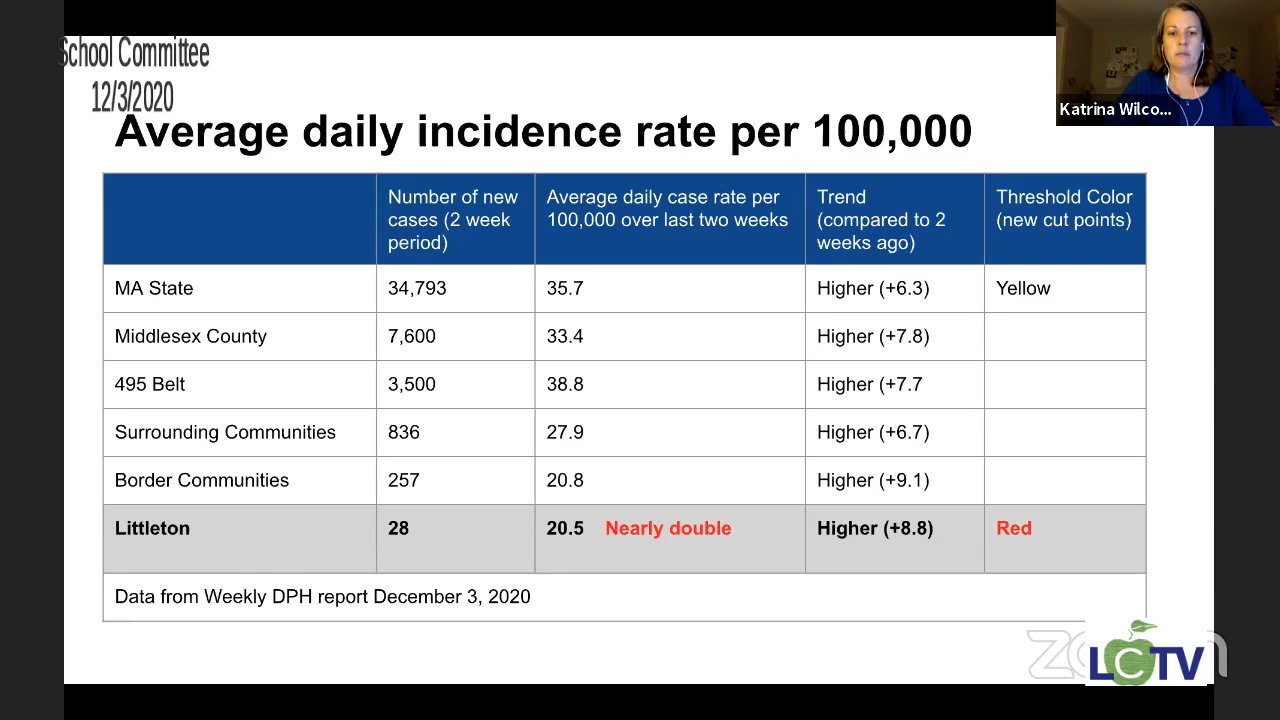 School Committee
12/3/2020
Katrina Wilco...
Average daily incidence rate per 100,000
Number of new cases (2 week period)
Average daily case rate per 100,000 over last two weeks
Trend (compared to 2 weeks ago)
Threshold Color (new cut points)
MA State 34,793 35.7 Higher (+6.3) Yellow
Middlesex County 7,600 33.4 Higher (+7.8)
495 Belt 3,500 38.8 Higher (+7.7
Surrounding Communities 836 27.9 Higher (+6.7)
Border Communities 257 20.8 Higher (+9.1)
Littleton 28 20.5 Nearly double Higher (+8.8) Red
Data from Weekly DPH report December 3, 2020
LCTV